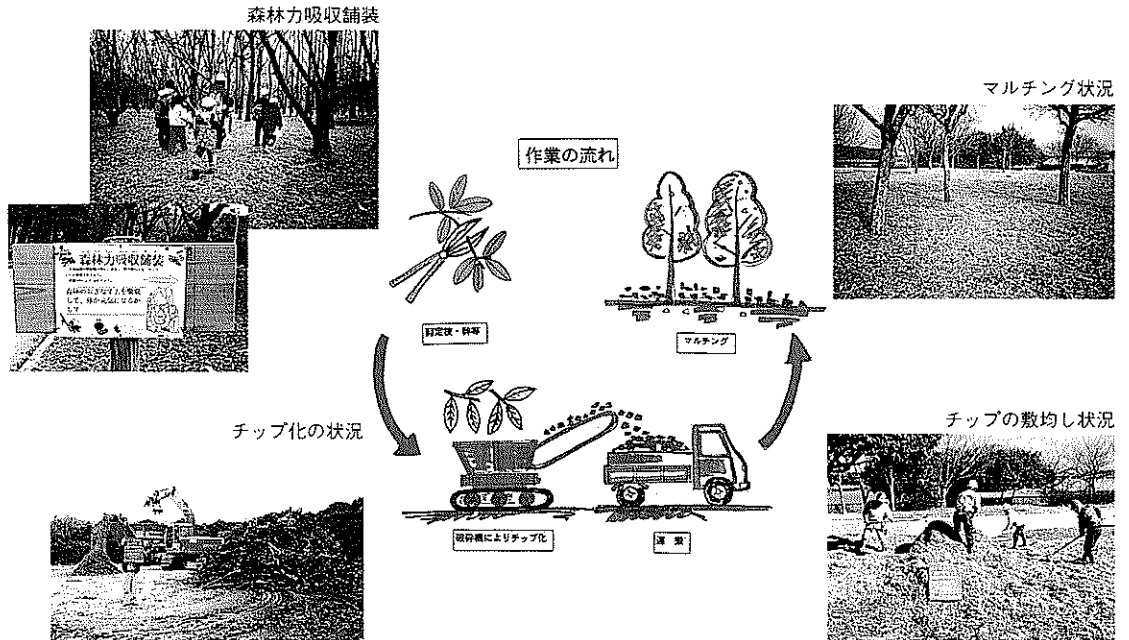 森林力吸収舗装
マルチング状況
作業の流れ
森林力吸収舗装
剪定枝・幹等
マルチング
チップ化の状況
チップの敷均し状況
破砕機によりチップ化
運搬